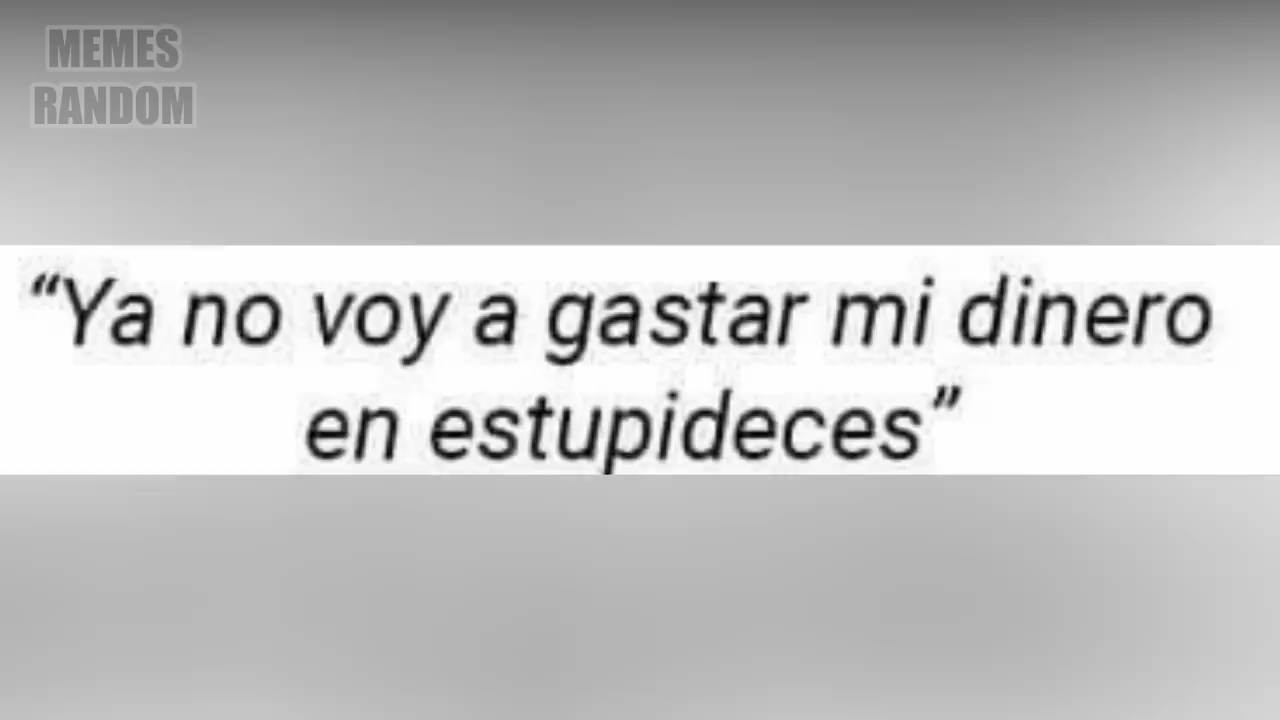 MEMES
RANDOM
“Ya no voy a gastar mi dinero
en estupideces”